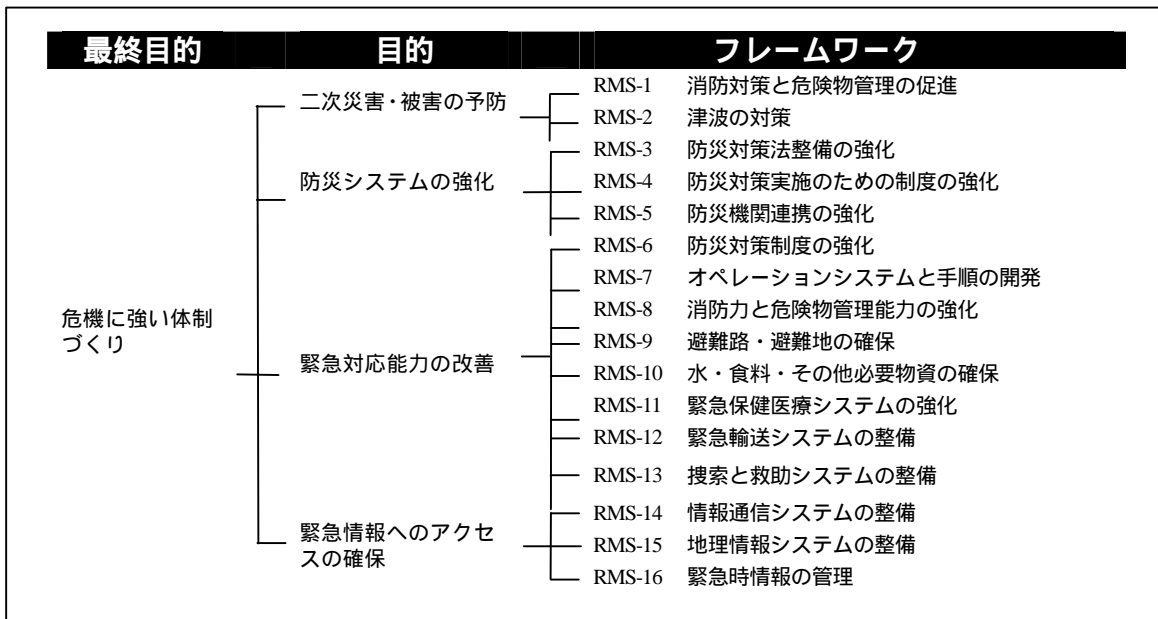 最終目的 目的 フレームワーク
二次災害・被害の予防
RMS-1 消防対策と危険物管理の促進
RMS-2 津波の対策
防災システムの強化
RMS-3 防災対策法整備の強化
RMS-4 防災対策実施のための制度の強化
RMS-5 防災機関連携の強化
危機に強い体制
づくり
緊急対応能力の改善
RMS-6 防災対策制度の強化
RMS-7 オペレーションシステムと手順の開発
RMS-8 消防力と危険物管理能力の強化
RMS-9 避難路・避難地の確保
RMS-10 水・食料・その他必要物資の確保
RMS-11 緊急保健医療システムの強化
RMS-12 緊急輸送システムの整備
RMS-13 捜索と救助システムの整備
緊急情報へのアクセ
スの確保
RMS-14 情報通信システムの整備
RMS-15 地理情報システムの整備
RMS-16 緊急時情報の管理